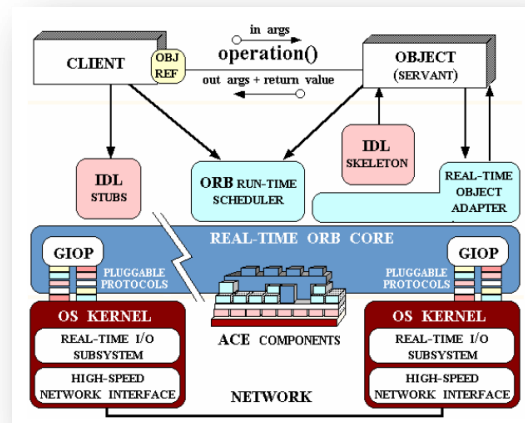 in args
operation()
out args + return value
CLIENT
OBJ
REF
OBJECT
(SERVANT)
IDL
STUBS
ORB RUN-TIME
SCHEDULER
IDL
SKELETON
REAL-TIME
OBJECT
ADAPTER
REAL-TIME ORB CORE
GIOP
GIOP
PLUGGABLE
PROTOCOLS
PLUGGABLE
PROTOCOLS
OS KERNEL
REAL-TIME I/O
SUBSYSTEM
HIGH-SPEED
NETWORK INTERFACE
ACE COMPONENTS
OS KERNEL
REAL-TIME I/O
SUBSYSTEM
HIGH-SPEED
NETWORK INTERFACE
NETWORK